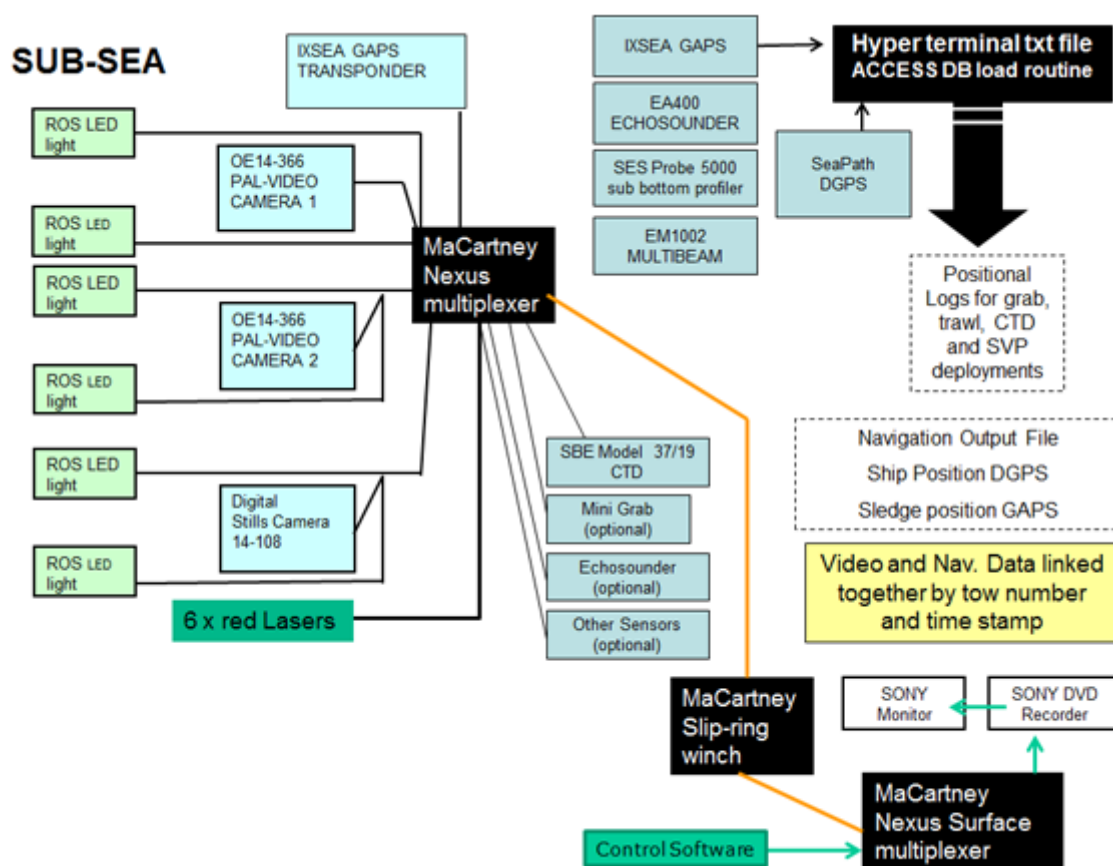 SUB-SEA
IXSEA GAPS
TRANSPONDER
ROS LED
light
OE14-366
PAL-VIDEO
CAMERA 1
ROS LED
light
ROS LED
light
OE14-366
PAL-VIDEO
CAMERA 2
ROS LED
light
ROS LED
light
Digital
Stills Camera
14-108
ROS LED
light
6 x red Lasers
MaCartney
Nexus
multiplexer
IXSEA GAPS
EA400
ECHOSOUNDER
SES Probe 5000
sub bottom profiler
EM1002
MULTIBEAM
Hyper terminal txt file
ACCESS DB load routine
SeaPath
DGPS
Positional
Logs for grab,
trawl, CTD
and SVP
deployments
Navigation Output File
Ship Position DGPS
Sledge position GAPS
SBE Model 37/19
CTD
Mini Grab
(optional)
Echosounder
(optional)
Other Sensors
(optional)
Video and Nav. Data linked
together by tow number
and time stamp
MaCartney
Slip-ring
winch
SONY
Monitor
SONY DVD
Recorder
MaCartney
Nexus Surface
multiplexer
Control Software